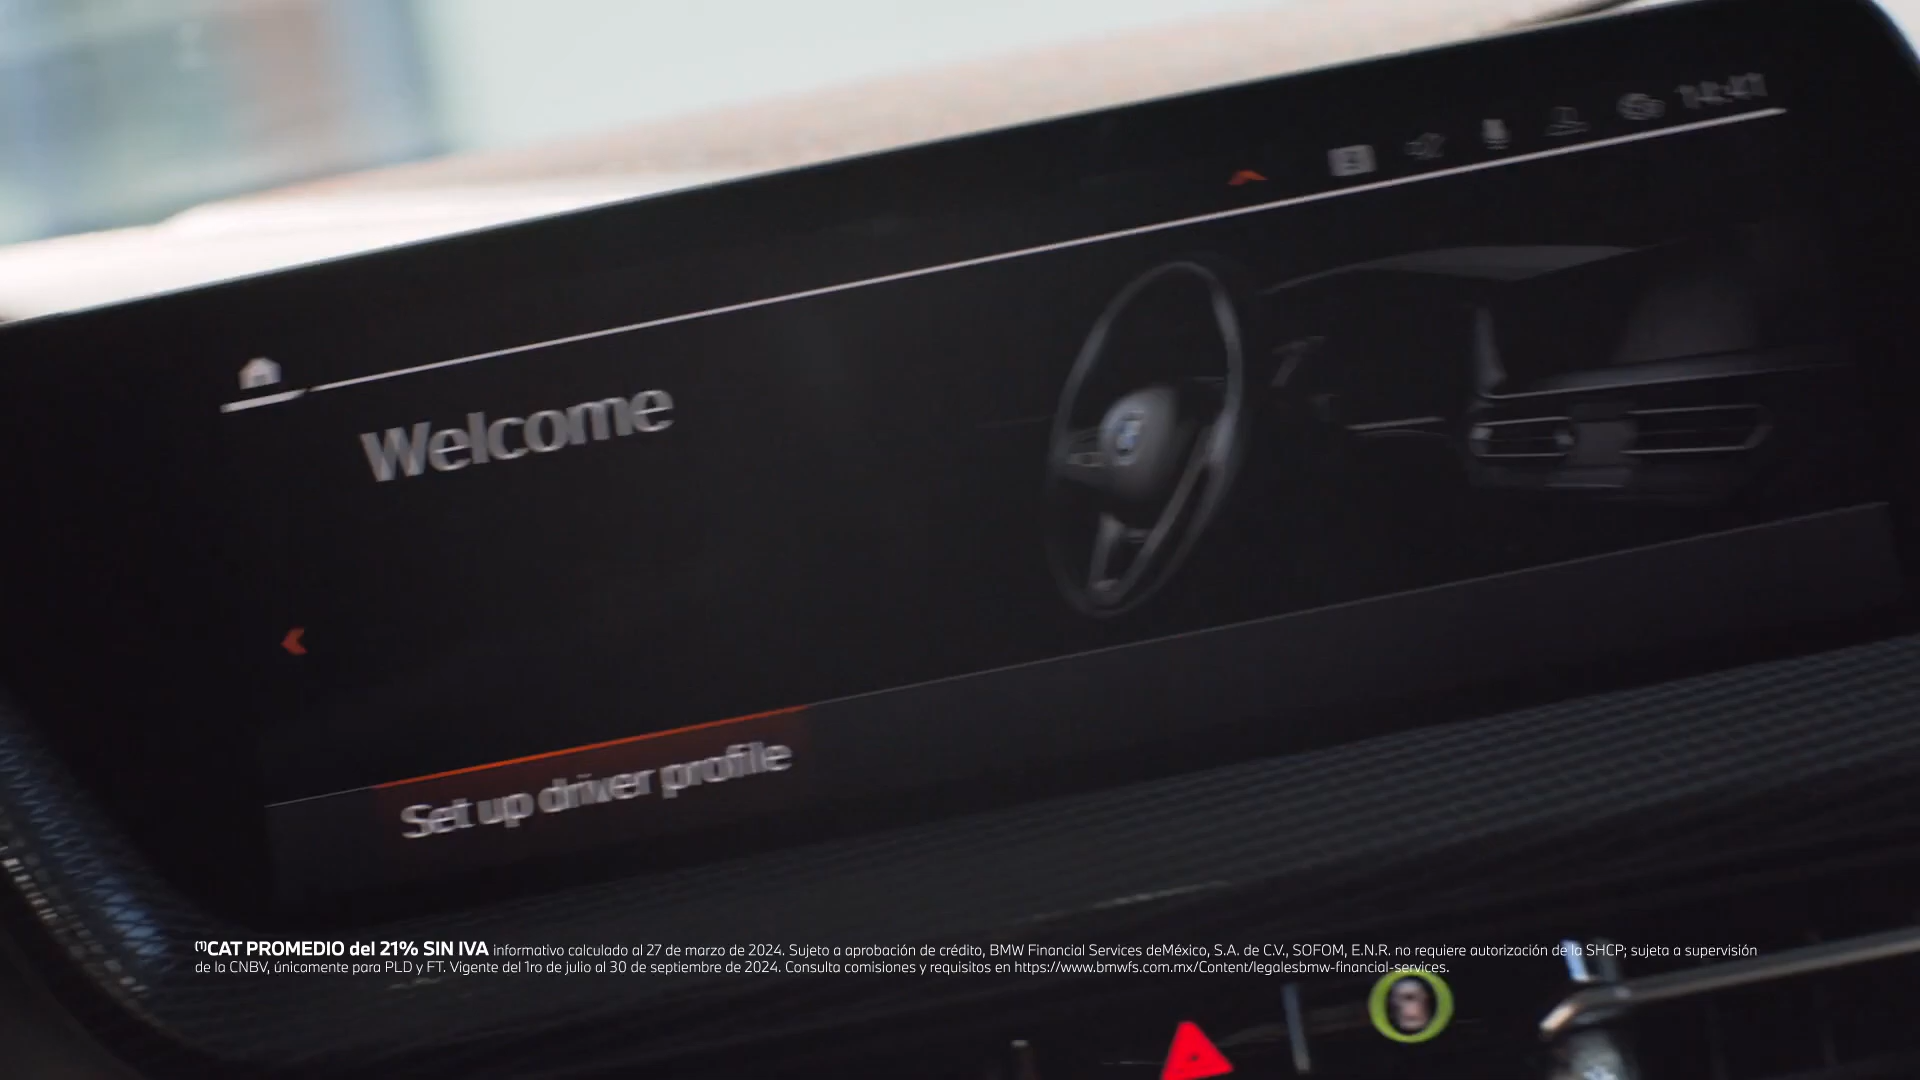 14:41
Welcome
Set up driver profile
⁽¹⁾CAT PROMEDIO del 21% SIN IVA informativo calculado al 27 de marzo de 2024. Sujeto a aprobación de crédito, BMW Financial Services deMéxico, S.A. de C.V., SOFOM, E.N.R. no requiere autorización de la SHCP; sujeta a supervisión
de la CNBV, únicamente para PLD y FT. Vigente del 1ro de julio al 30 de septiembre de 2024. Consulta comisiones y requisitos en https://www.bmwfs.com.mx/Content/legalesbmw-financial-services.